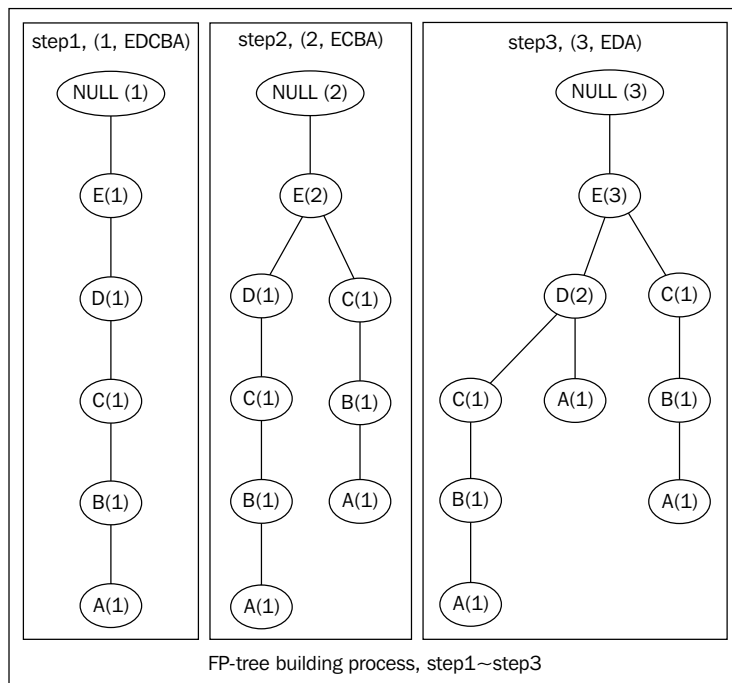 step1, (1, EDCBA)
NULL (1)
E(1)
D(1)
C(1)
B(1)
A(1)
step2, (2, ECBA)
NULL (2)
E(2)
D(1)
C(1)
C(1)
B(1)
B(1)
A(1)
A(1)
step3, (3, EDA)
NULL (3)
E(3)
D(2)
C(1)
C(1)
A(1)
B(1)
B(1)
A(1)
A(1)
FP-tree building process, step1~step3